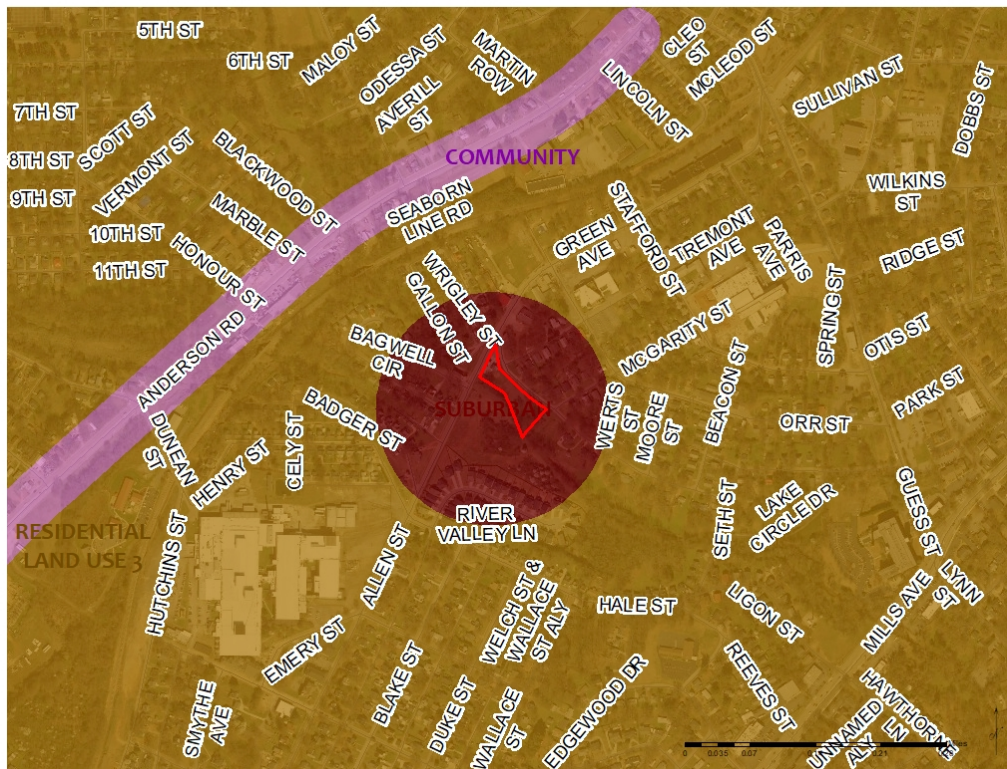 5TH ST
6TH ST
MALOY ST
ODESSA ST
AVERILL
ST
MARTIN
ROW
CLEO
ST
MCLEOD ST
LINCOLN ST
SULLIVAN ST
DOBBS ST
7TH ST
SCOTT ST
8TH ST
VERMONT ST
BLACKWOOD ST
COMMUNITY
9TH ST
MARBLE ST
SEABORN
LINE RD
WILKINS
ST
10TH ST
HONOUR ST
11TH ST
GREEN
AVE
STAFFORD ST
TREMONT
AVE
PARRIS
AVE
RIDGE ST
WRIGLEY ST
GALLON ST
SPRING ST
ANDERSON RD
BAGWELL
CIR
MCGARITY ST
OTIS ST
BADGER ST
SUBURBAN
WERTS
ST
MOORE
ST
BEACON ST
ORR ST
PARK ST
DUNEAN
ST
HENRY ST
CELY ST
RESIDENTIAL
LAND USE 3
RIVER
VALLEY LN
SETH ST
LAKE
CIRCLE DR
GUESS ST
HUTCHINS ST
ALLEN ST
WELCH ST &
WALLACE
ST ALY
HALE ST
LIGON ST
MILLS AVE
LYNN
ST
EMERY ST
SMYTHE
AVE
BLAKE ST
DUKE ST
WALLACE
ST
EDGEWOOD DR
REEVES ST
UNNAMED
ALY
HAWTHORNE
LN
0 0.035 0.07 0.21